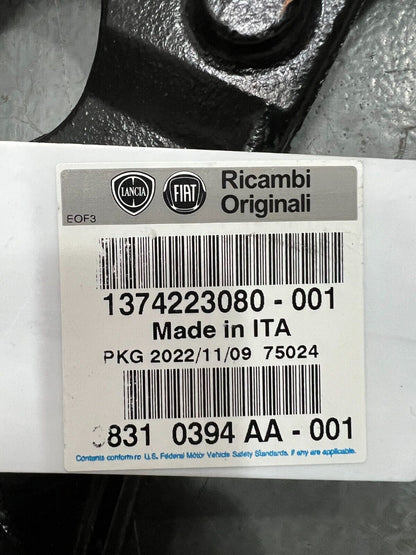 LANCIA
FIAT
Ricambi
Originali
EOF3
1374223080 - 001
Made in ITA
PKG 2022/11/09 75024
831 0394 AA - 001
Contents conform to U.S. Federal Motor Vehicle Safety Standards, if any are applicable.